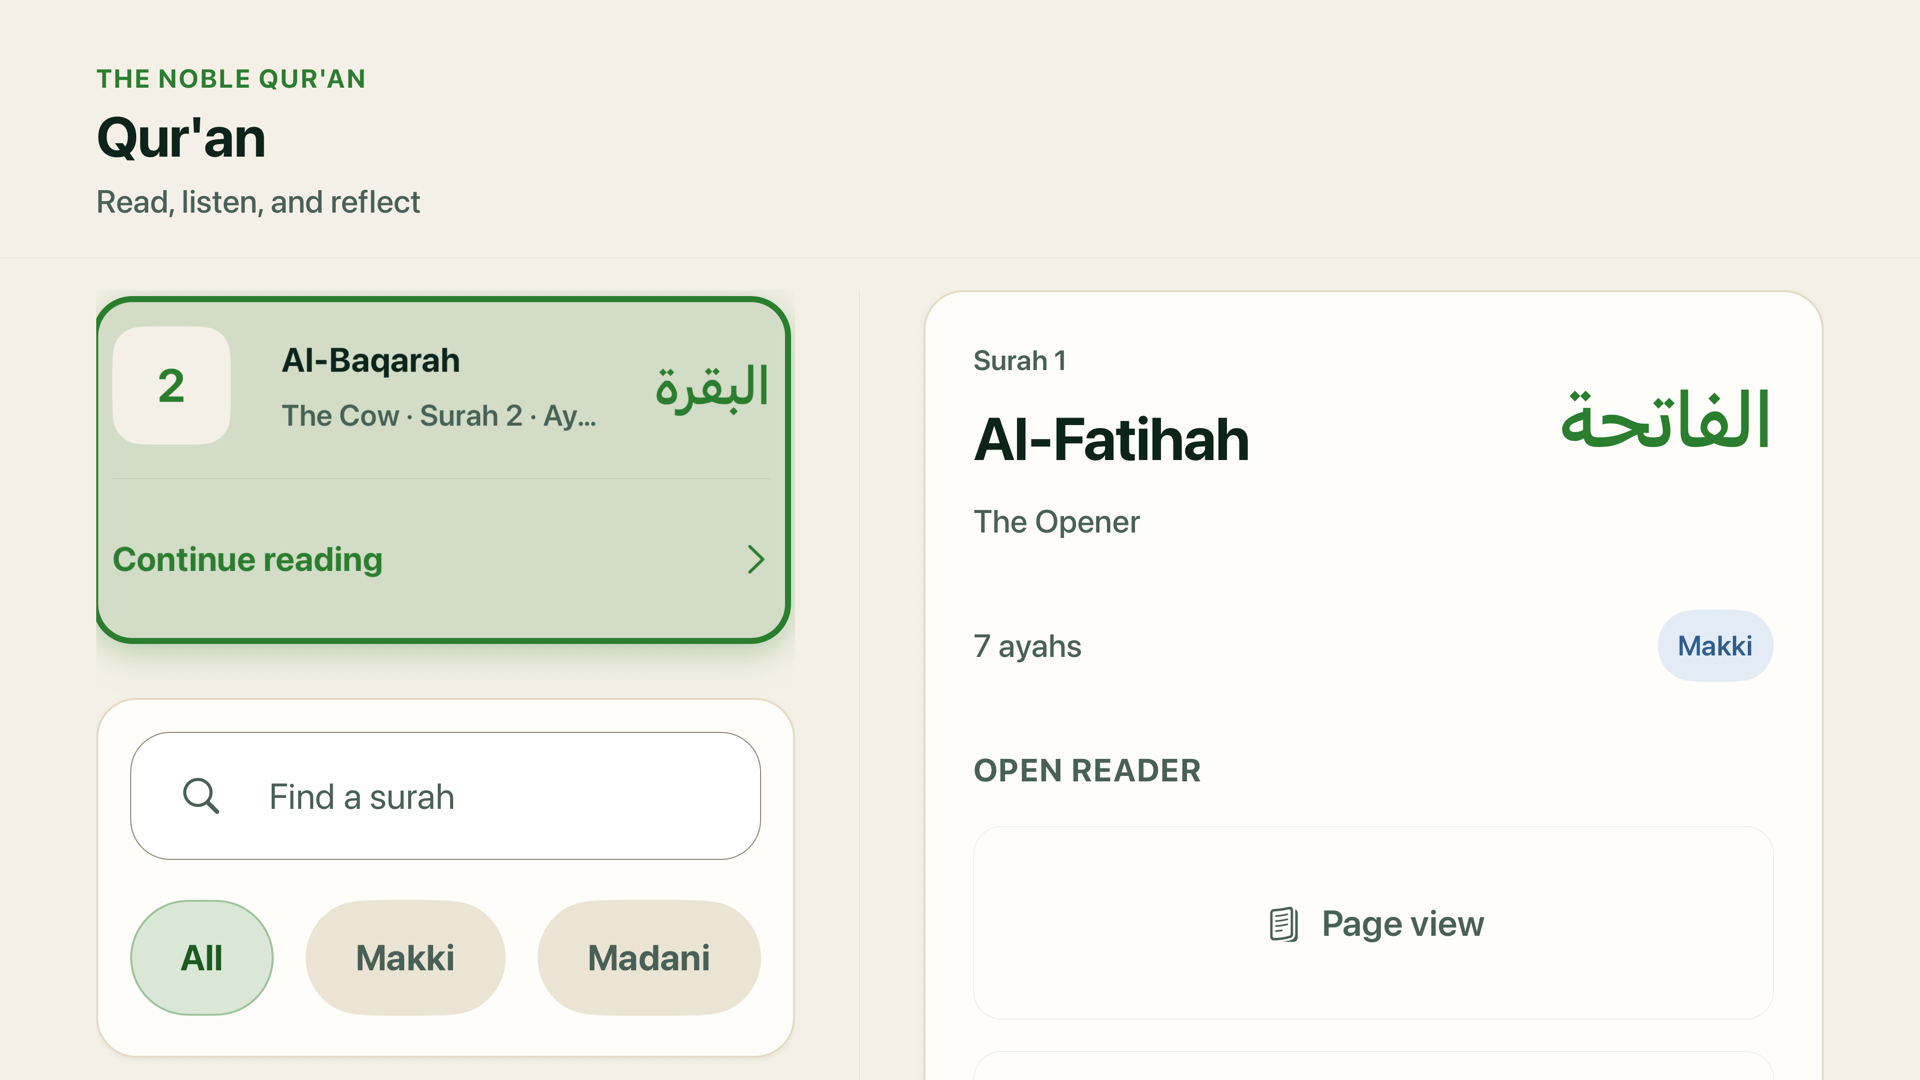 THE NOBLE QUR'AN
Qur'an
Read, listen, and reflect
2
Al-Baqarah
The Cow · Surah 2 · Ay...
البقرة
Continue reading
Find a surah
All
Makki
Madani
Surah 1
Al-Fatihah
الفاتحة
The Opener
7 ayahs
Makki
OPEN READER
Page view